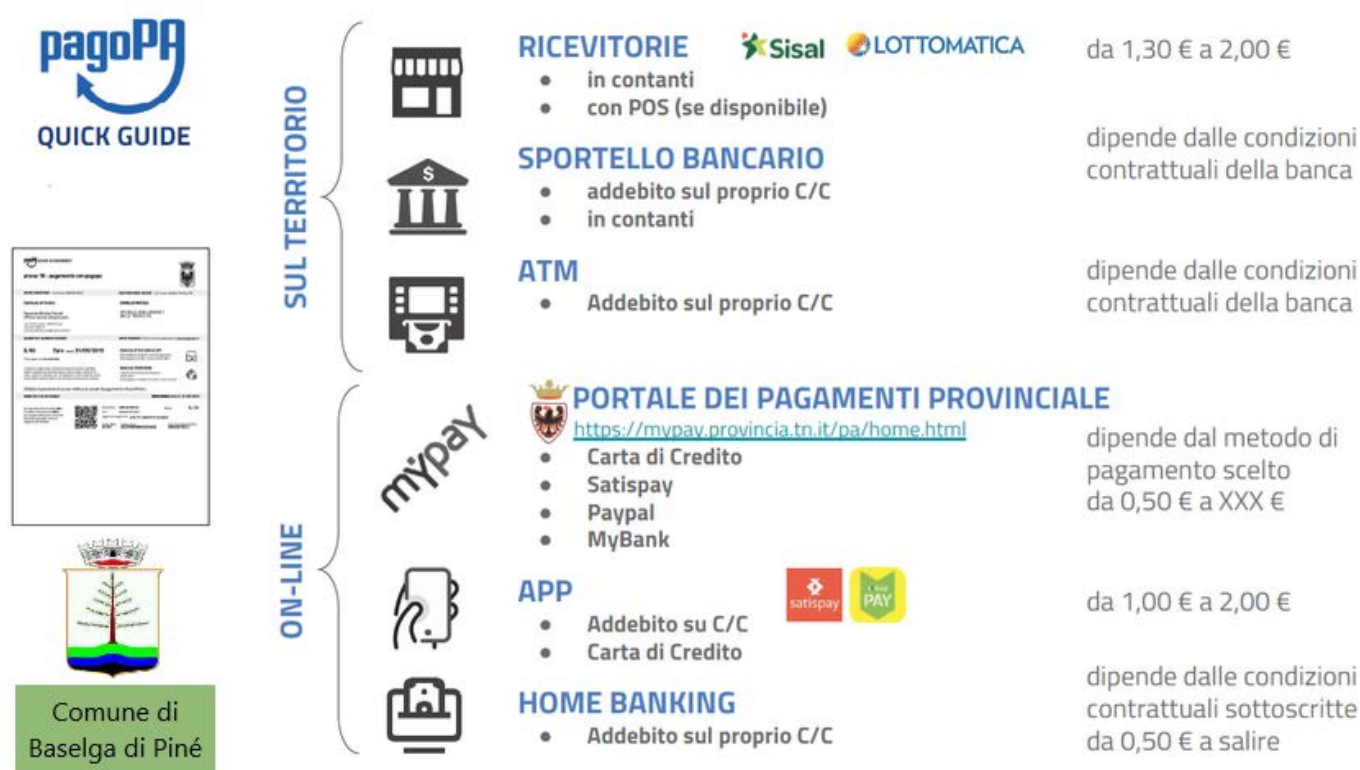 pagoPA
QUICK GUIDE
SUL TERRITORIO
RICEVITORIE
Sisal
LOTTOMATICA
da 1,30 € a 2,00 €
in contanti
con POS (se disponibile)
SPORTELLO BANCARIO
dipende dalle condizioni
contrattuali della banca
addebito sul proprio C/C
in contanti
ATM
dipende dalle condizioni
contrattuali della banca
Addebito sul proprio C/C
ON-LINE
mypay
PORTALE DEI PAGAMENTI PROVINCIALE
https://mypay.provincia.tn.it/pa/home.html
dipende dal metodo di
pagamento scelto
da 0,50 € a XXX €
Carta di Credito
Satispay
Paypal
MyBank
APP
satispay
PAY
da 1,00 € a 2,00 €
Addebito su C/C
Carta di Credito
HOME BANKING
dipende dalle condizioni
contrattuali sottoscritte
da 0,50 € a salire
Addebito sul proprio C/C
Comune di
Baselga di Piné